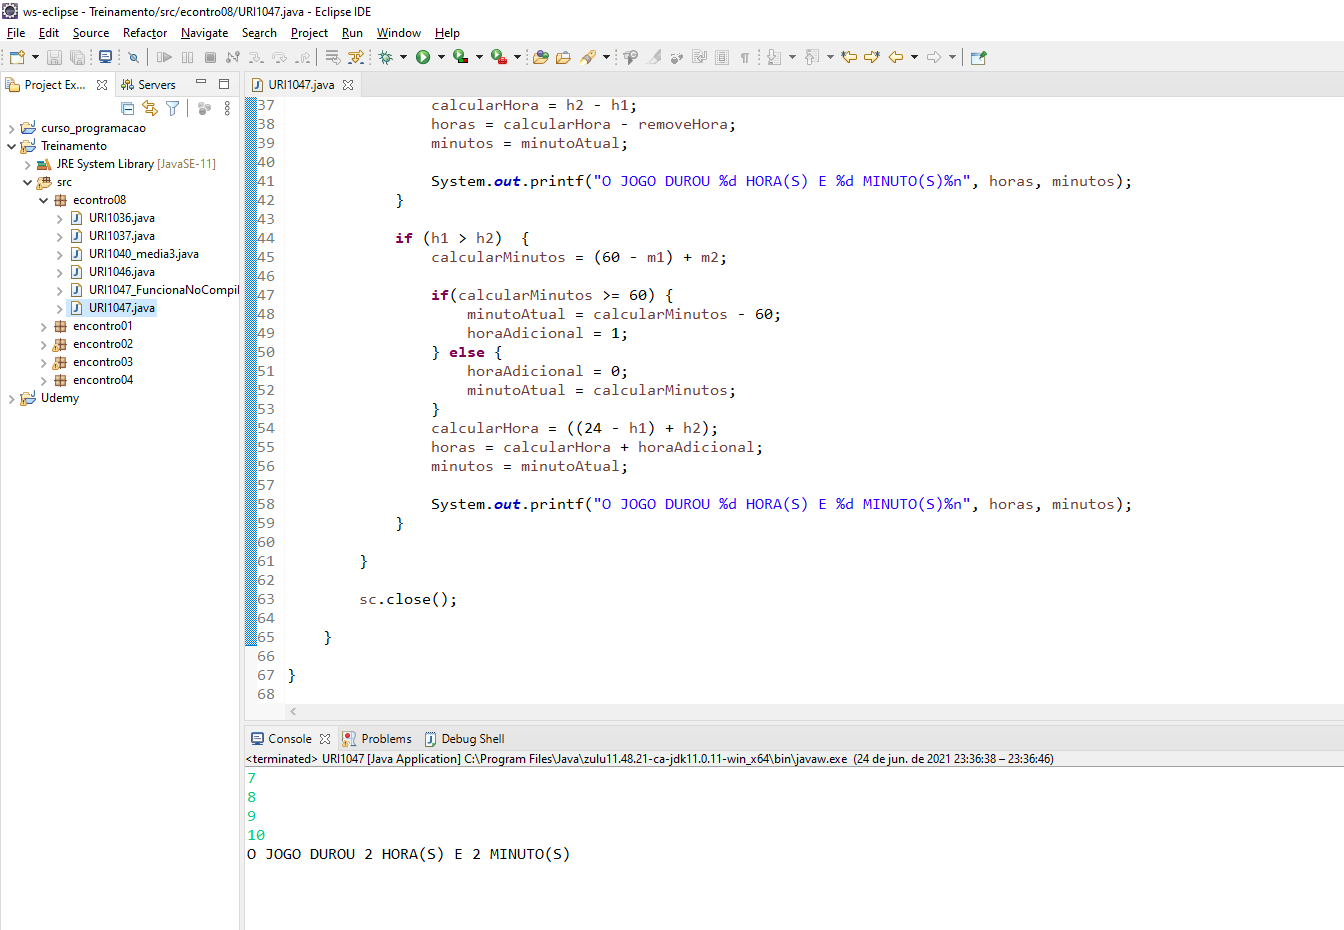 ws-eclipse - Treinamento/src/econtro08/URI1047.java - Eclipse IDE
File Edit Source Refactor Navigate Search Project Run Window Help
Project Ex... Servers
URI1047.java
curso_programacao
Treinamento
JRE System Library [JavaSE-11]
src
econtro08
URI1036.java
URI1037.java
URI1040_media3.java
URI1046.java
URI1047_FuncionaNoCompil
URI1047.java
encontro01
encontro02
encontro03
encontro04
Udemy
37 calcularHora = h2 - h1;
38 horas = calcularHora - removeHora;
39 minutos = minutoAtual;
40
41 System.out.printf("O JOGO DUROU %d HORA(S) E %d MINUTO(S)%n", horas, minutos);
42 }
43
44 if (h1 > h2)  {
45 calcularMinutos = (60 - m1) + m2;
46
47 if(calcularMinutos >= 60) {
48 minutoAtual = calcularMinutos - 60;
49 horaAdicional = 1;
50 } else {
51 horaAdicional = 0;
52 minutoAtual = calcularMinutos;
53 }
54 calcularHora = ((24 - h1) + h2);
55 horas = calcularHora + horaAdicional;
56 minutos = minutoAtual;
57
58 System.out.printf("O JOGO DUROU %d HORA(S) E %d MINUTO(S)%n", horas, minutos);
59 }
60
61 }
62
63 sc.close();
64
65 }
66
67 }
68
Console Problems Debug Shell
<terminated> URI1047 [Java Application] C:\Program Files\Java\zulu11.48.21-ca-jdk11.0.11-win_x64\bin\javaw.exe (24 de jun. de 2021 23:36:38 – 23:36:46)
7
8
9
10
O JOGO DUROU 2 HORA(S) E 2 MINUTO(S)